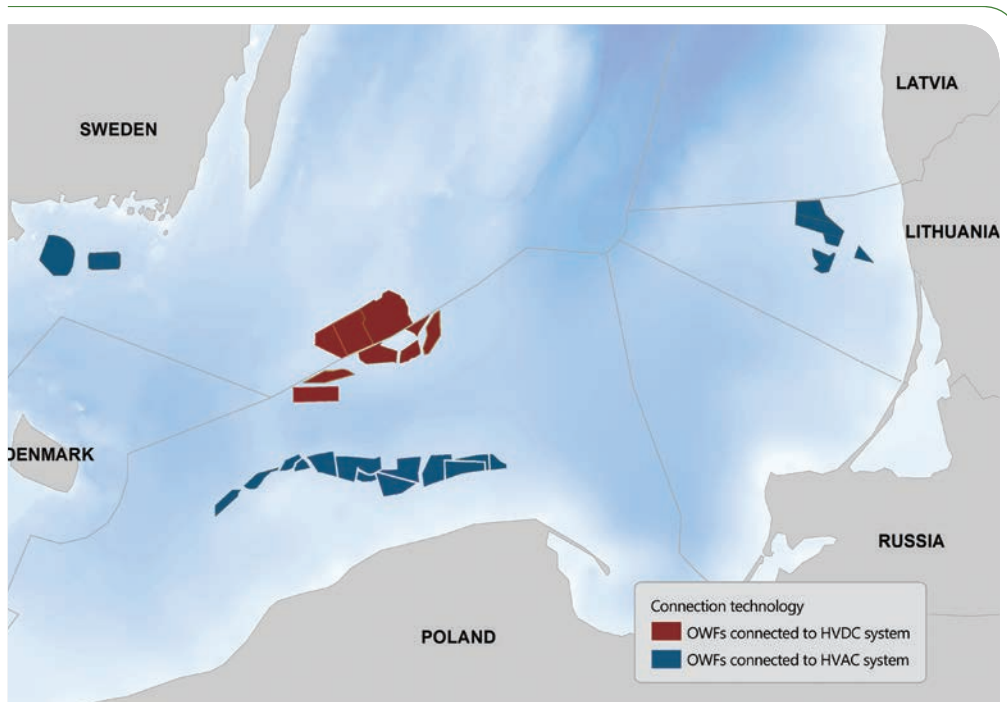 LATVIA
SWEDEN
LITHUANIA
DENMARK
RUSSIA
POLAND
Connection technology
OWFs connected to HVDC system
OWFs connected to HVAC system